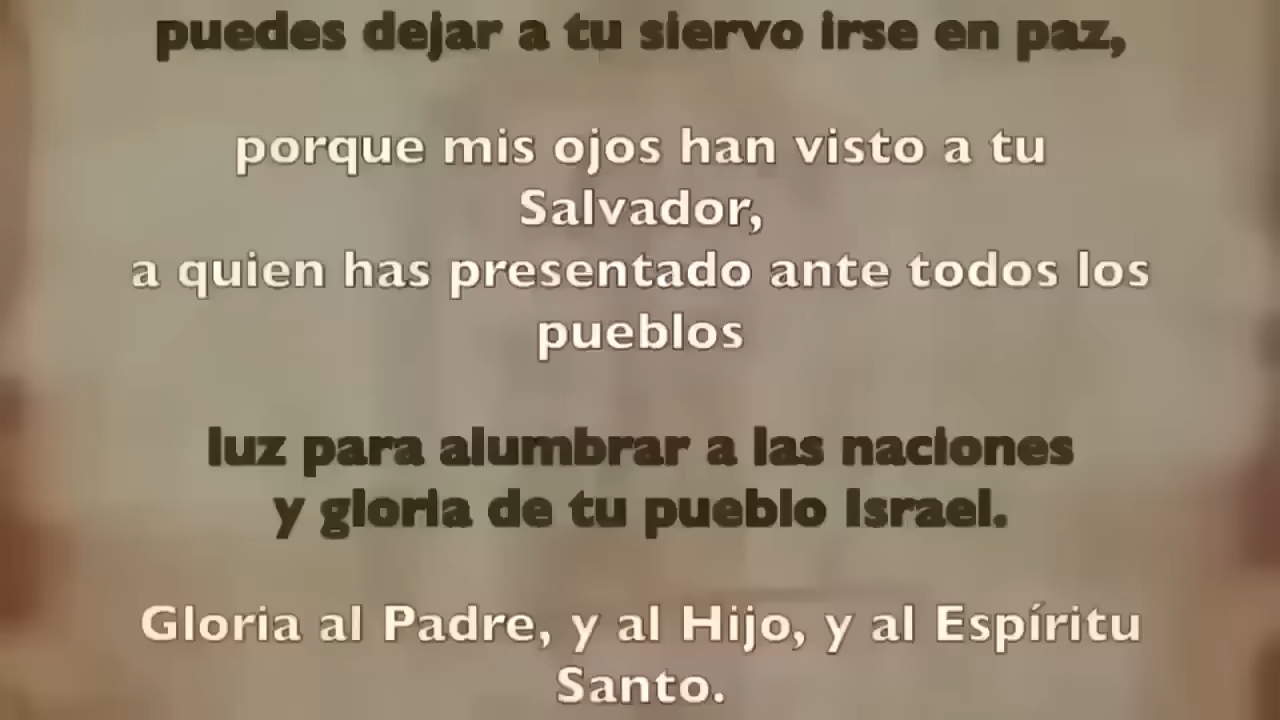 puedes dejar a tu siervo irse en paz,
porque mis ojos han visto a tu
Salvador,
a quien has presentado ante todos los
pueblos
luz para alumbrar a las naciones
y gloria de tu pueblo Israel.
Gloria al Padre, y al Hijo, y al Espíritu
Santo.